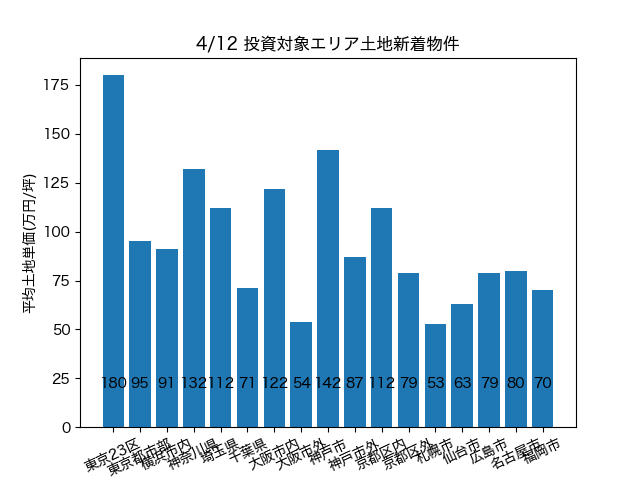 4/12 投資対象エリア土地新着物件
平均土地単価(万円/坪)
175
150
125
100
75
50
25
0
180 95 91 132 112 71 122 54 142 87 112 79 53 63 79 80 70
東京23区
東京都市部
横浜市内
神奈川県
埼玉県
千葉県
大阪市内
大阪市外
神戸市
神戸市外
京都区内
京都区外
札幌市
仙台市
広島市
名古屋市
福岡市